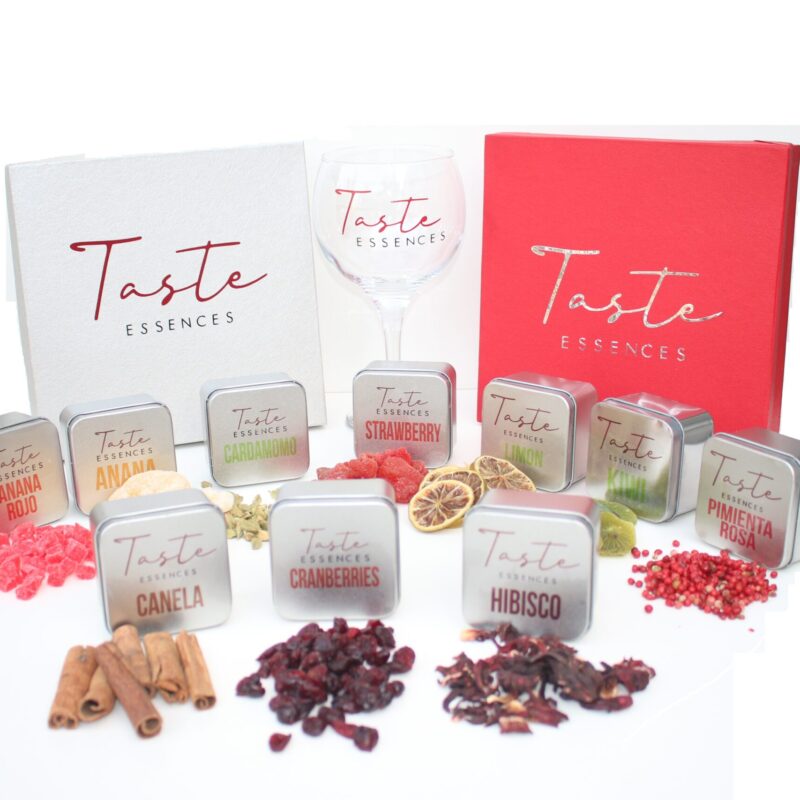 Taste
ESSENCES
Taste
ESSENCES
Taste
ESSENCES
Taste
ESSENCES
ANANA
ROJO
Taste
ESSENCES
ANANA
Taste
ESSENCES
CARDAMOMO
Taste
ESSENCES
STRAWBERRY
Taste
ESSENCES
LIMON
Taste
ESSENCES
KIWI
Taste
ESSENCES
PIMIENTA
ROSA
Taste
ESSENCES
CANELA
Taste
ESSENCES
CRANBERRIES
Taste
ESSENCES
HIBISCO